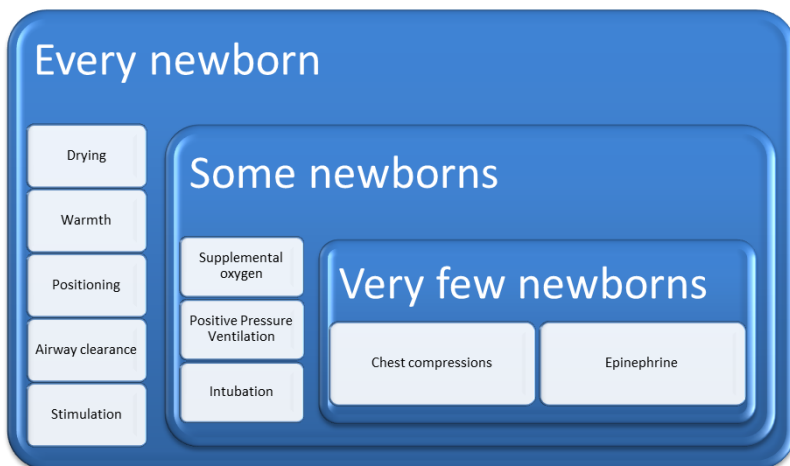 Every newborn
Drying
Warmth
Positioning
Airway clearance
Stimulation
Some newborns
Supplemental
oxygen
Positive Pressure
Ventilation
Intubation
Very few newborns
Chest compressions
Epinephrine